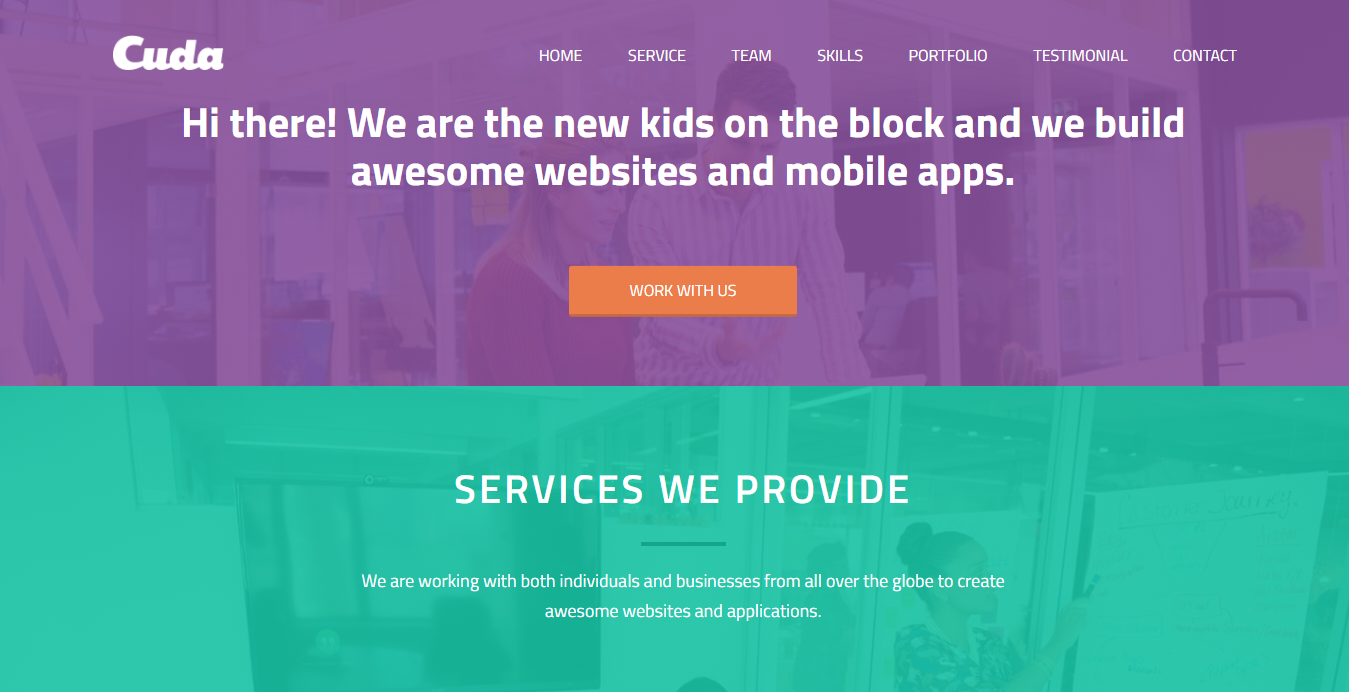 Cuda
HOME SERVICE TEAM SKILLS PORTFOLIO TESTIMONIAL CONTACT
Hi there! We are the new kids on the block and we build
awesome websites and mobile apps.
WORK WITH US
SERVICES WE PROVIDE
We are working with both individuals and businesses from all over the globe to create
awesome websites and applications.
Journey